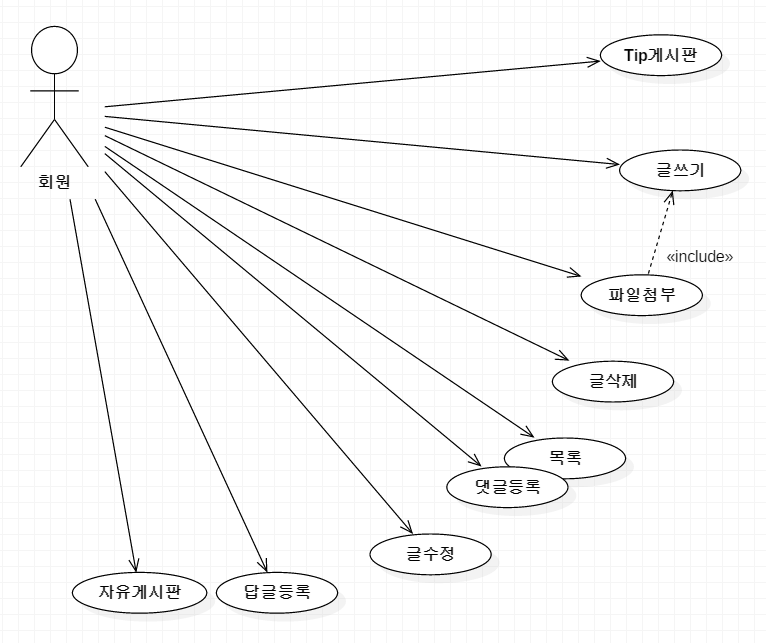 Tip게시판
글쓰기
회원
«include»
파일첨부
글삭제
목록
댓글등록
글수정
자유게시판
답글등록